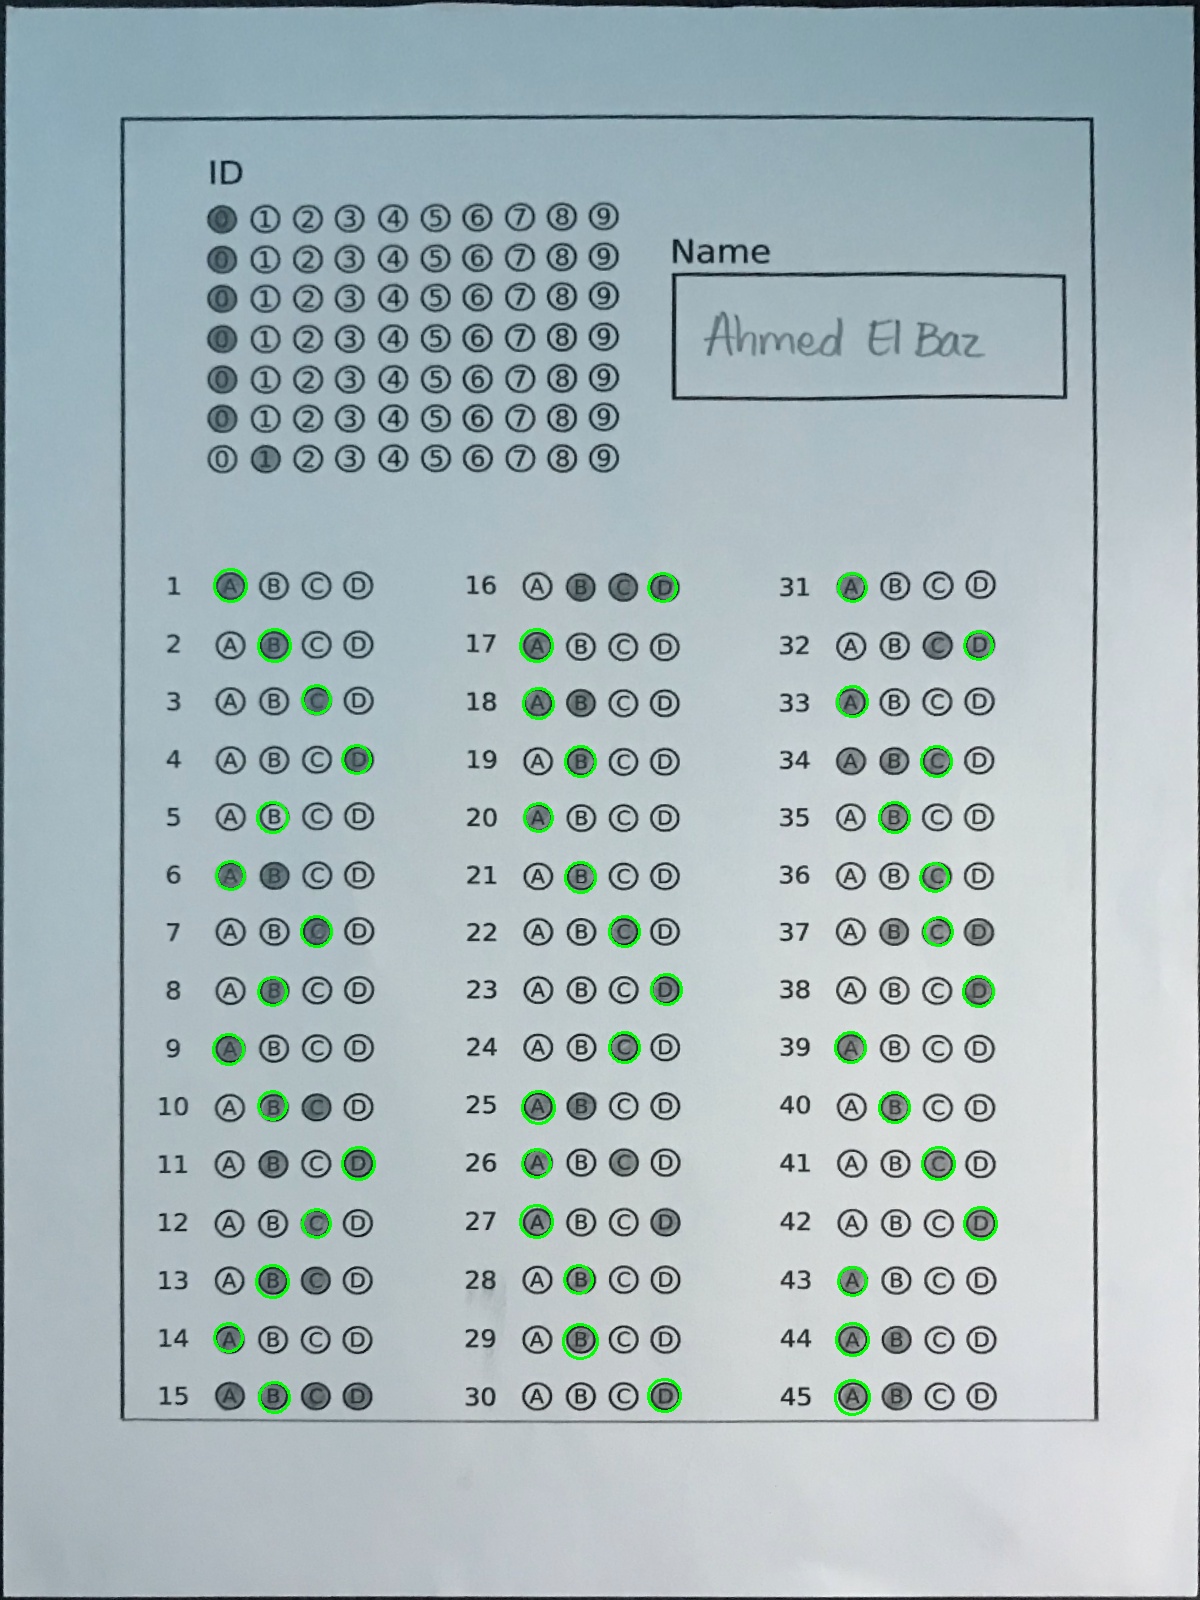 ID
0 1 2 3 4 5 6 7 8 9
0 1 2 3 4 5 6 7 8 9
Name
0 1 2 3 4 5 6 7 8 9
0 1 2 3 4 5 6 7 8 9
Ahmed El Baz
0 1 2 3 4 5 6 7 8 9
0 1 2 3 4 5 6 7 8 9
0 1 2 3 4 5 6 7 8 9
1 A B C D 16 A B C D 31 A B C D
2 A B C D 17 A B C D 32 A B C D
3 A B C D 18 A B C D 33 A B C D
4 A B C D 19 A B C D 34 A B C D
5 A B C D 20 A B C D 35 A B C D
6 A B C D 21 A B C D 36 A B C D
7 A B C D 22 A B C D 37 A B C D
8 A B C D 23 A B C D 38 A B C D
9 A B C D 24 A B C D 39 A B C D
10 A B C D 25 A B C D 40 A B C D
11 A B C D 26 A B C D 41 A B C D
12 A B C D 27 A B C D 42 A B C D
13 A B C D 28 A B C D 43 A B C D
14 A B C D 29 A B C D 44 A B C D
15 A B C D 30 A B C D 45 A B C D